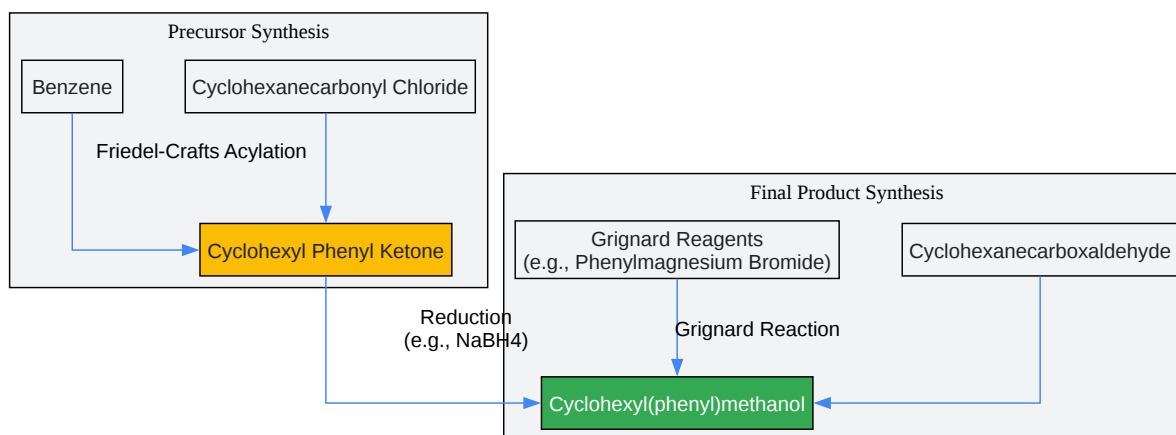 Precursor Synthesis
Benzene
Cyclohexanecarbonyl Chloride
Friedel-Crafts Acylation
Cyclohexyl Phenyl Ketone
Final Product Synthesis
Grignard Reagents
(e.g., Phenylmagnesium Bromide)
Cyclohexanecarboxaldehyde
Reduction
(e.g., NaBH4)
Grignard Reaction
Cyclohexyl(phenyl)methanol